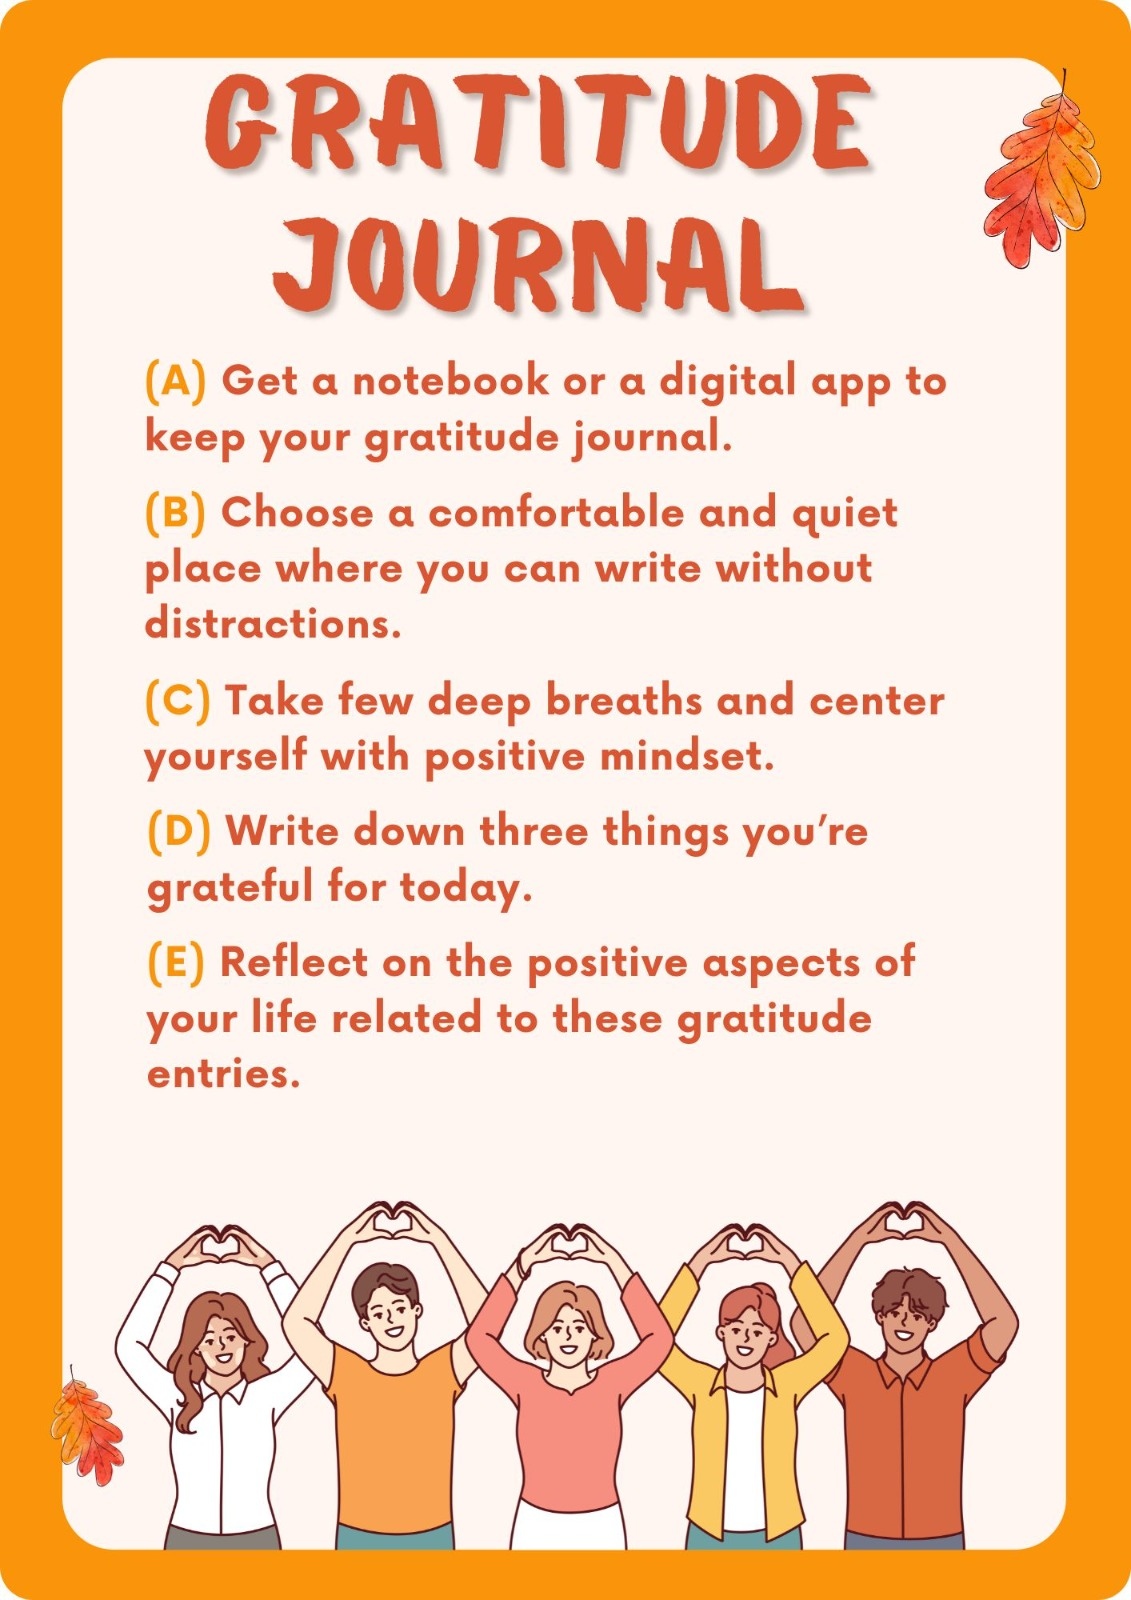 GRATITUDE
JOURNAL
(A) Get a notebook or a digital app to
keep your gratitude journal.
(B) Choose a comfortable and quiet
place where you can write without
distractions.
(C) Take few deep breaths and center
yourself with positive mindset.
(D) Write down three things you’re
grateful for today.
(E) Reflect on the positive aspects of
your life related to these gratitude
entries.